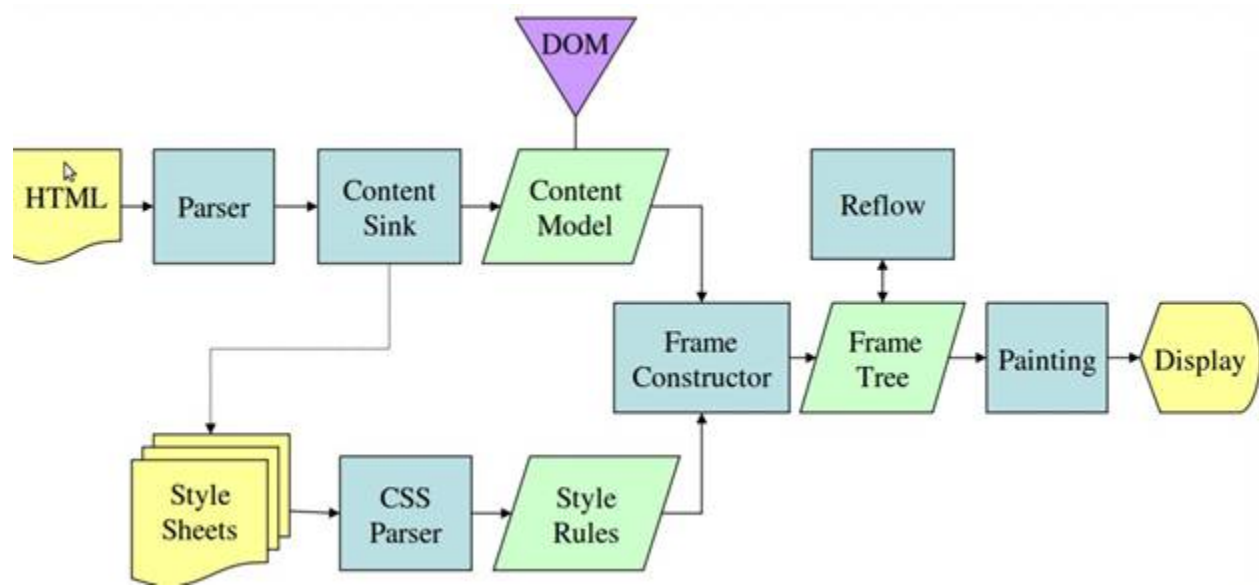 DOM
HTML
Parser
Content
Sink
Content
Model
Reflow
Frame
Constructor
Frame
Tree
Painting
Display
Style
Sheets
CSS
Parser
Style
Rules